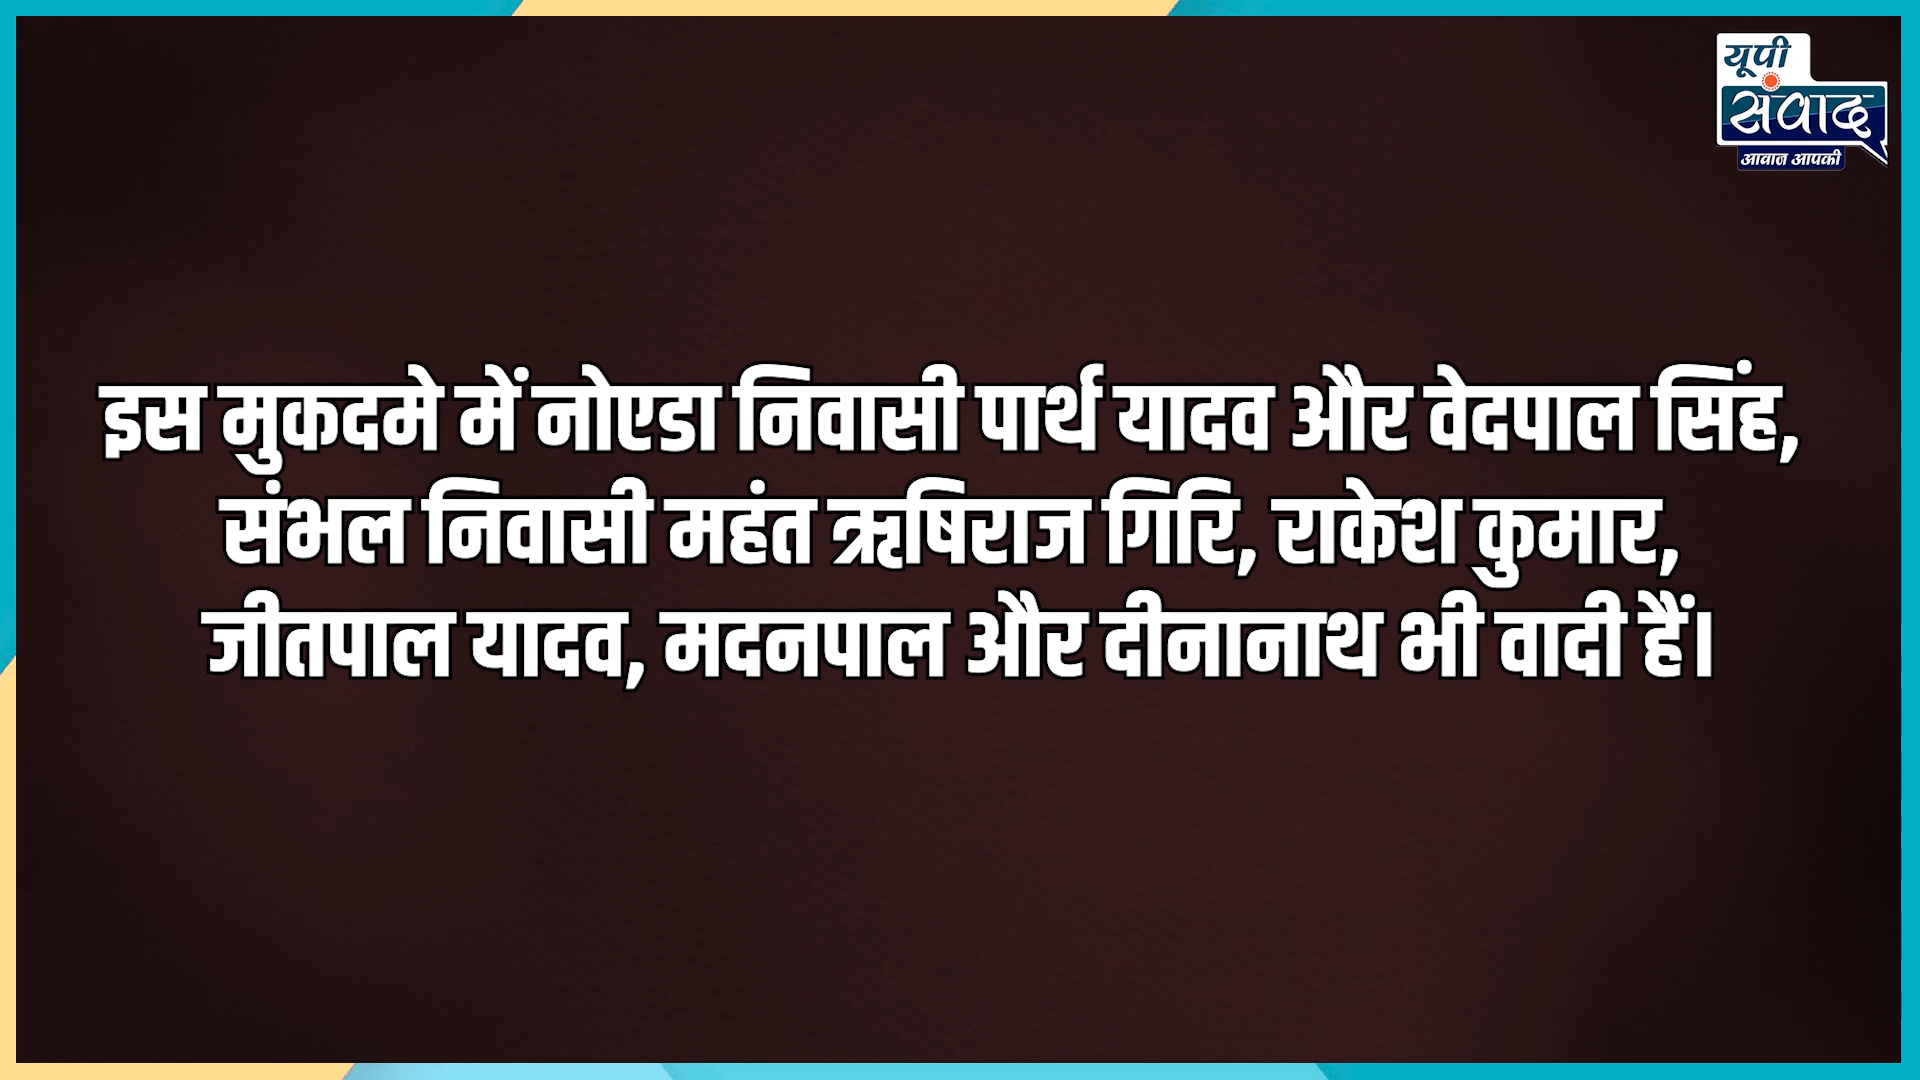 यूपी
संवाद
आवाज आपकी
इस मुकदमे में नोएडा निवासी पार्थ यादव और वेदपाल सिंह,
संभल निवासी महंत ऋषिराज गिरि, राकेश कुमार,
जीतपाल यादव, मदनपाल और दीनानाथ भी वादी हैं।